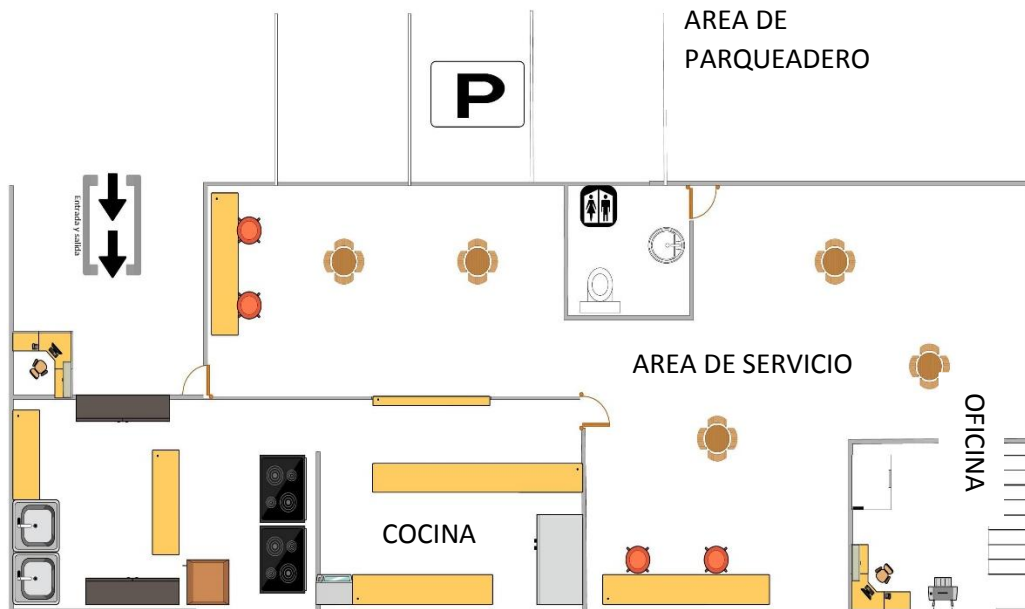 AREA DE
PARQUEADERO
P
Entrada y salida
AREA DE SERVICIO
OFICINA
COCINA